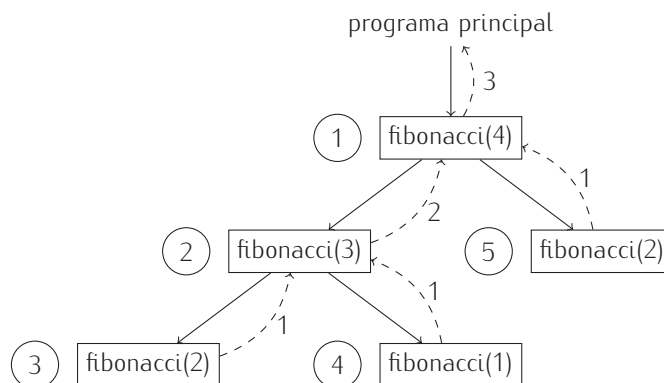 programa principal
3
1 fibonacci(4)
2 1
2 fibonacci(3) 5 fibonacci(2)
1 1
3 fibonacci(2) 4 fibonacci(1)